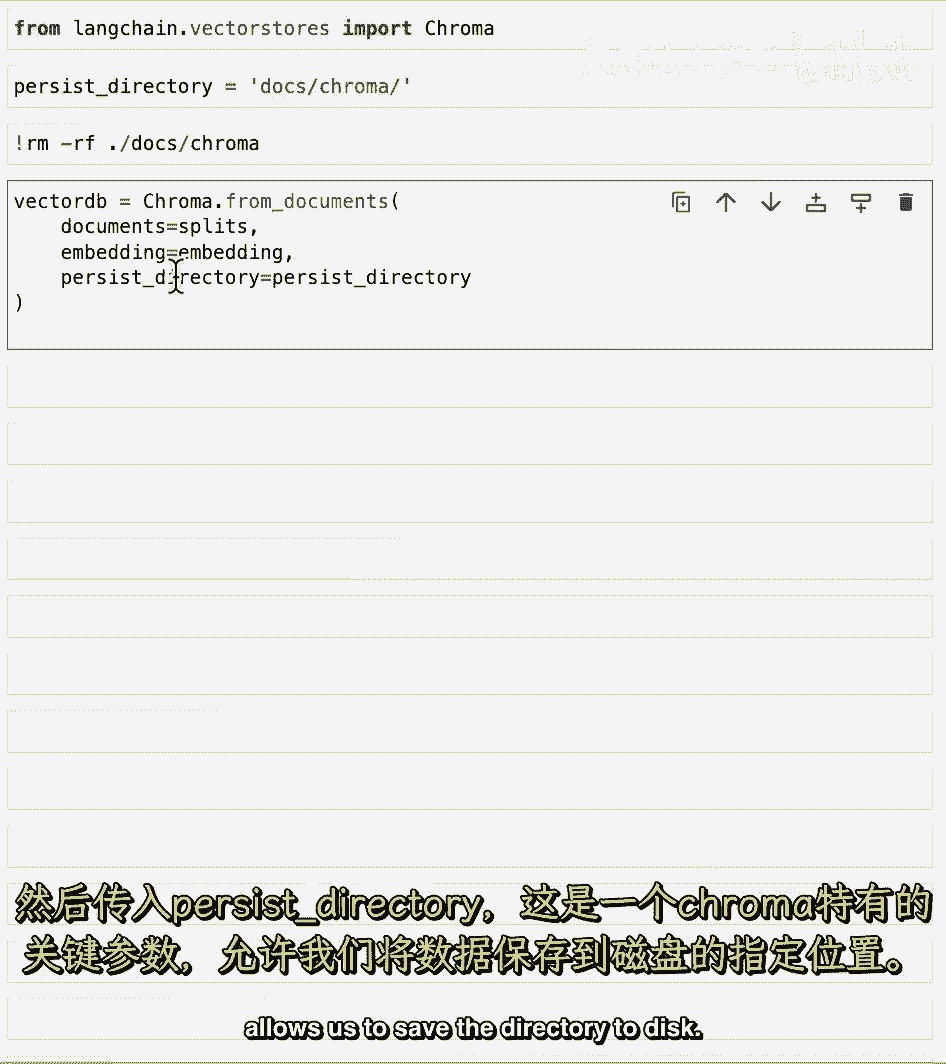 from langchain.vectorstores import Chroma
persist_directory = 'docs/chroma/'
!rm -rf ./docs/chroma
vectordb = Chroma.from_documents(
    documents=splits,
    embedding=embedding,
    persist_directory=persist_directory
)
然后传入persist_directory，这是一个chroma特有的
关键参数，允许我们将数据保存到磁盘的指定位置。
allows us to save the directory to disk.